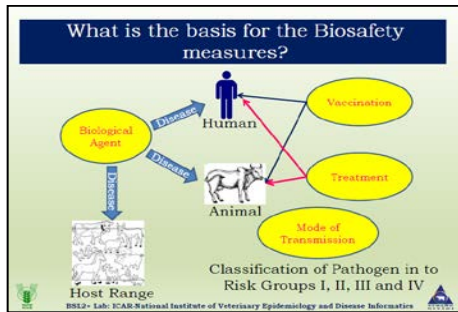 What is the basis for the Biosafety
measures?
Disease
Human
Vaccination
Biological
Agent
Disease
Disease
Animal
Treatment
Mode of
Transmission
Host Range
Classification of Pathogen in to
Risk Groups I, II, III and IV
BSL2+ Lab: ICAR-National Institute of Veterinary Epidemiology and Disease Informatics